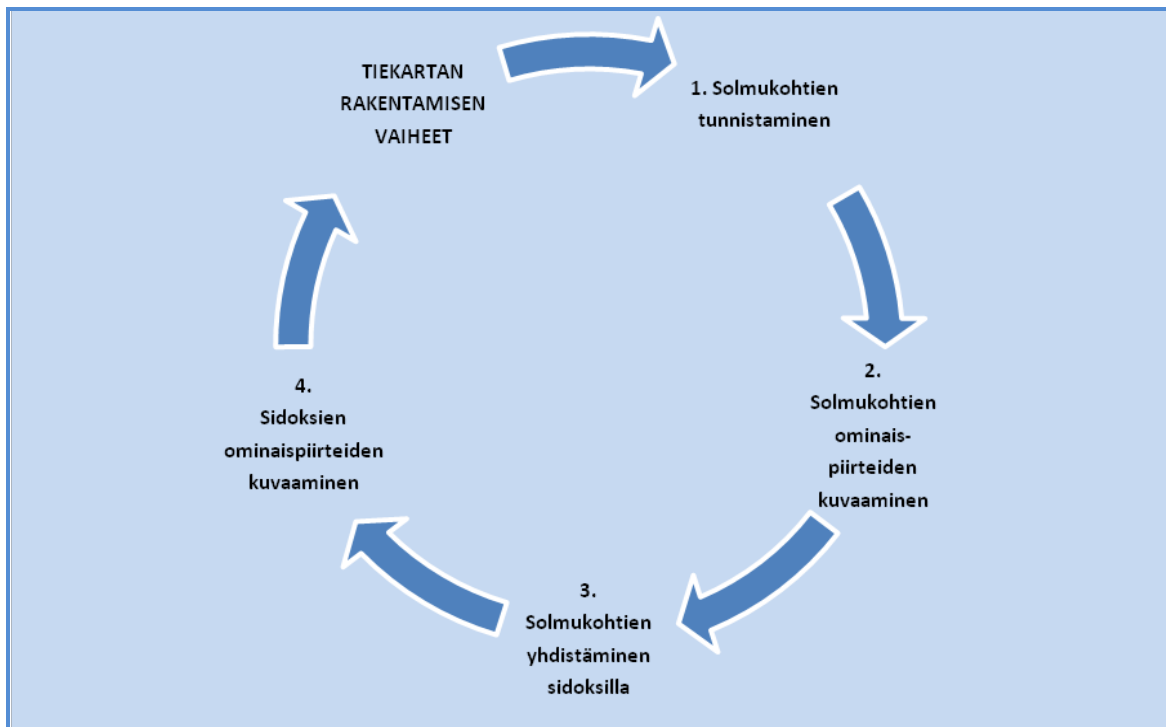 TIEKARTAN
RAKENTAMISEN
VAIHEET
1. Solmukohtien
tunnistaminen
2.
Solmukohtien
ominais-
piirteiden
kuvaaminen
3.
Solmukohtien
yhdistäminen
sidoksilla
4.
Sidoksien
ominaispiirteiden
kuvaaminen